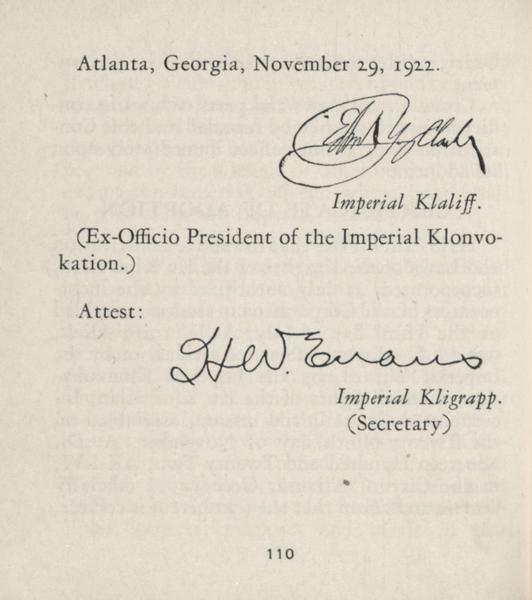 Atlanta, Georgia, November 29, 1922.
Imperial Klaliff.
(Ex-Officio President of the Imperial Klonvo-
kation.)
Attest:
H W. Evans
Imperial Kligrapp.
(Secretary)
110